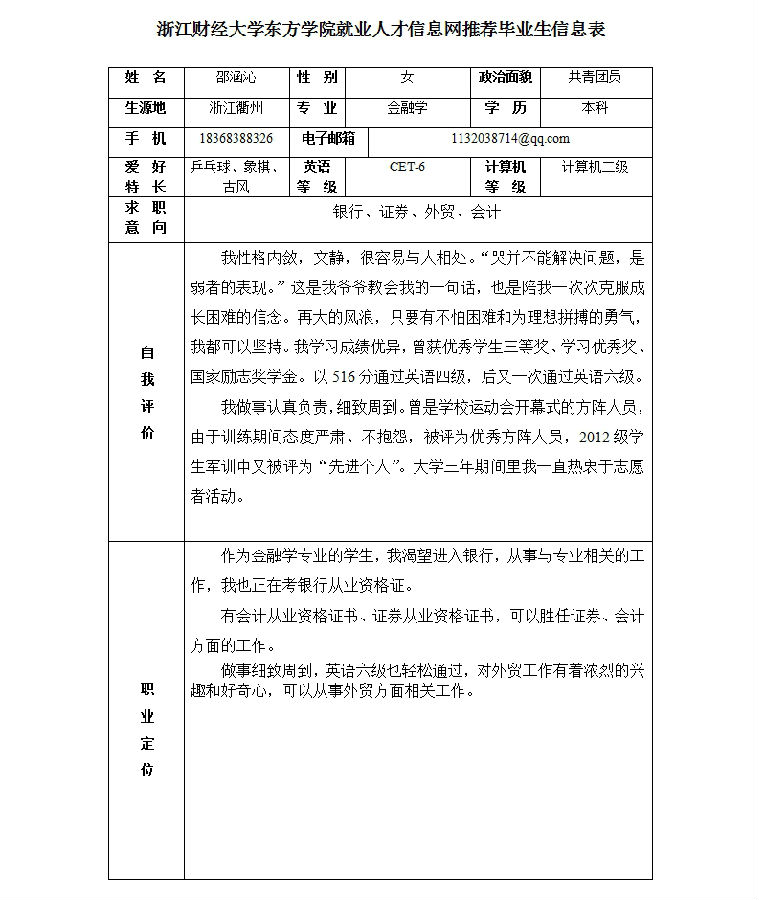 浙江财经大学东方学院就业人才信息网推荐毕业生信息表
姓 名 邵涵沁 性 别 女 政治面貌 共青团员
生源地 浙江衢州 专 业 金融学 学 历 本科
手 机 18368388326 电子邮箱 1132038714@qq.com
爱 好 乒乓球、象棋、 英语 CET-6 计算机 计算机二级
特 长 古风 等 级 等 级
求 职
意 向
银行、证券、外贸、会计
自我评价
我性格内敛，文静，很容易与人相处。“哭并不能解决问题，是
弱者的表现。”这是我爷爷教会我的一句话，也是陪我一次次克服成
长困难的信念。再大的风浪，只要有不怕困难和为理想拼搏的勇气，
我都可以坚持。我学习成绩优异，曾获优秀学生三等奖、学习优秀奖、
国家励志奖学金。以 516 分通过英语四级，后又一次通过英语六级。
我做事认真负责，细致周到。曾是学校运动会开幕式的方阵人员，
由于训练期间态度严肃、不抱怨，被评为优秀方阵人员，2012 级学
生军训中又被评为“先进个人”。大学三年期间里我一直热衷于志愿
者活动。
职业定位
作为金融学专业的学生，我渴望进入银行，从事与专业相关的工
作，我也正在考银行从业资格证。
有会计从业资格证书、证券从业资格证书，可以胜任证券、会计
方面的工作。
做事细致周到，英语六级也轻松通过，对外贸工作有着浓烈的兴
趣和好奇心，可以从事外贸方面相关工作。